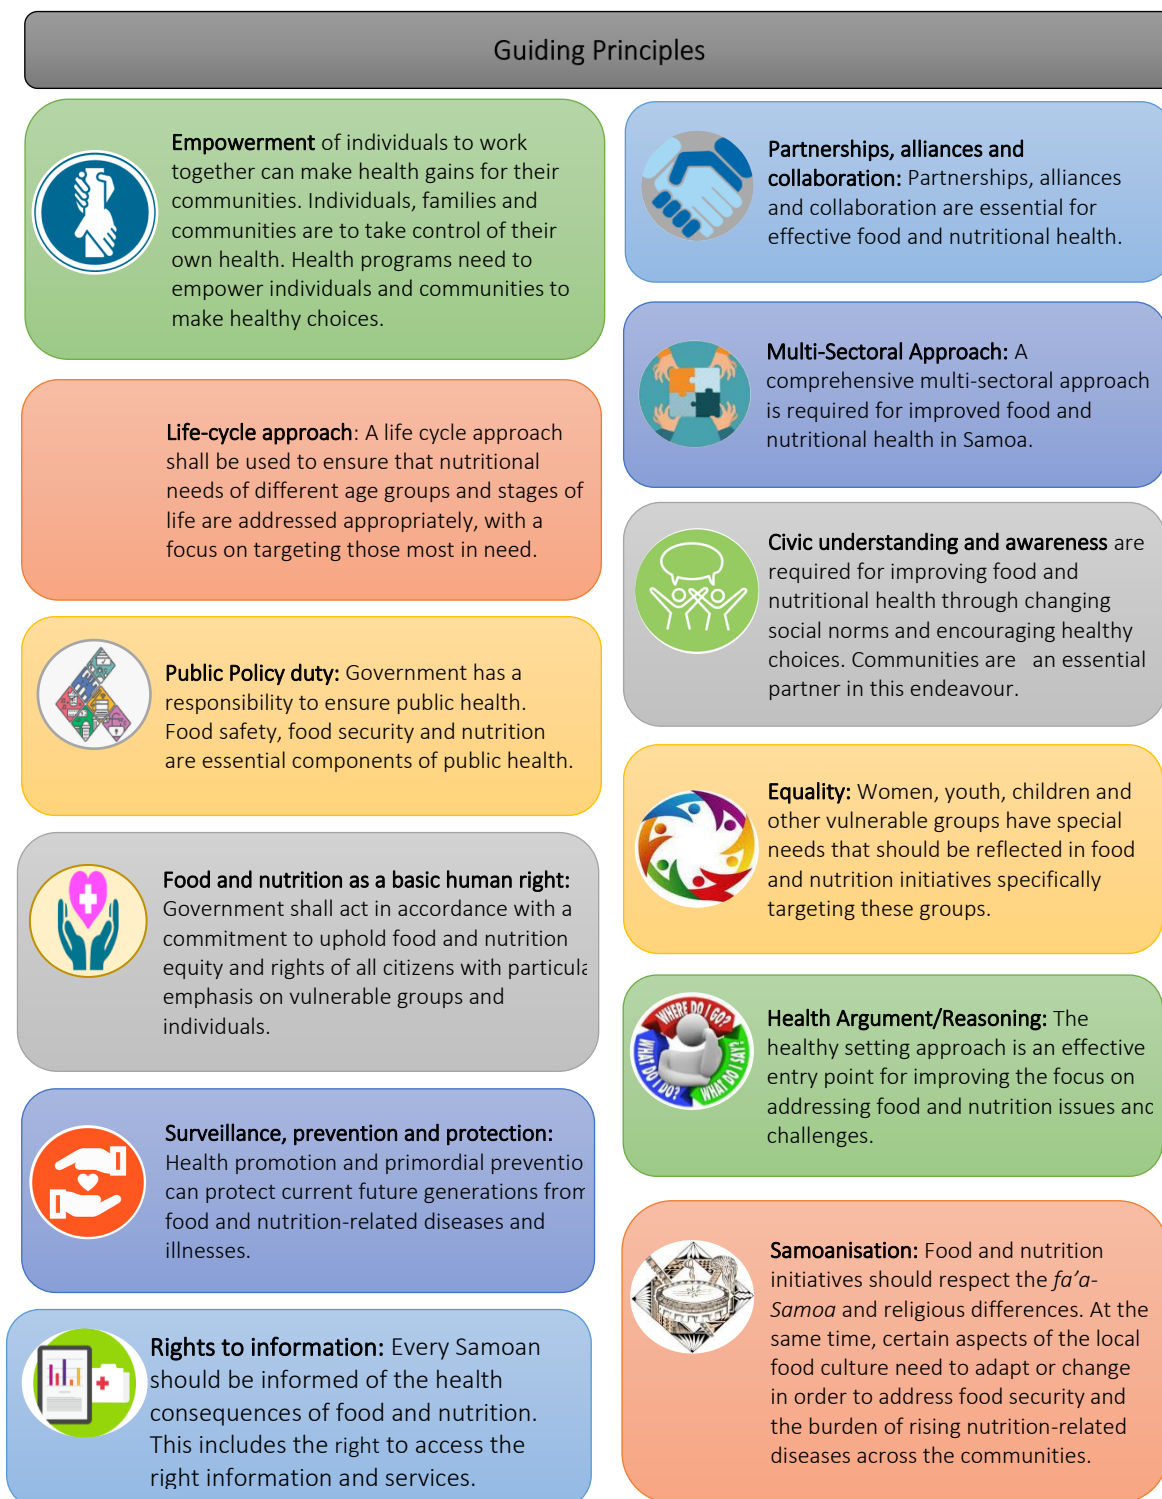 Guiding Principles
Empowerment of individuals to work
together can make health gains for their
communities. Individuals, families and
communities are to take control of their
own health. Health programs need to
empower individuals and communities to
make healthy choices.
Life-cycle approach: A life cycle approach
shall be used to ensure that nutritional
needs of different age groups and stages of
life are addressed appropriately, with a
focus on targeting those most in need.
Public Policy duty: Government has a
responsibility to ensure public health.
Food safety, food security and nutrition
are essential components of public health.
Food and nutrition as a basic human right:
Government shall act in accordance with a
commitment to uphold food and nutrition
equity and rights of all citizens with particula
emphasis on vulnerable groups and
individuals.
Surveillance, prevention and protection:
Health promotion and primordial preventio
can protect current future generations from
food and nutrition-related diseases and
illnesses.
Rights to information: Every Samoan
should be informed of the health
consequences of food and nutrition.
This includes the right to access the
right information and services.
Partnerships, alliances and
collaboration: Partnerships, alliances
and collaboration are essential for
effective food and nutritional health.
Multi-Sectoral Approach: A
comprehensive multi-sectoral approach
is required for improved food and
nutritional health in Samoa.
Civic understanding and awareness are
required for improving food and
nutritional health through changing
social norms and encouraging healthy
choices. Communities are an essential
partner in this endeavour.
Equality: Women, youth, children and
other vulnerable groups have special
needs that should be reflected in food
and nutrition initiatives specifically
targeting these groups.
WHERE DO I GO?
WHAT DO I DO?
WHAT DO I SAY?
Health Argument/Reasoning: The
healthy setting approach is an effective
entry point for improving the focus on
addressing food and nutrition issues and
challenges.
Samoanisation: Food and nutrition
initiatives should respect the fa’a-
Samoa and religious differences. At the
same time, certain aspects of the local
food culture need to adapt or change
in order to address food security and
the burden of rising nutrition-related
diseases across the communities.